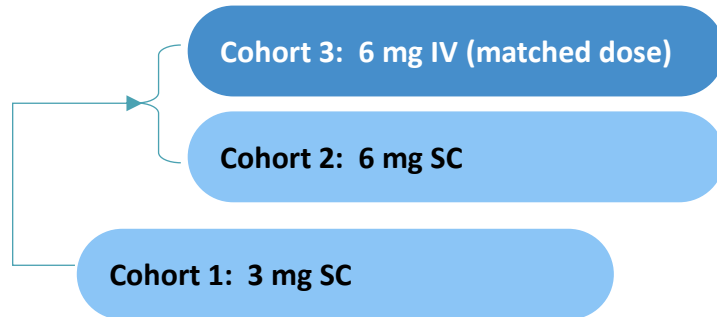 Cohort 3:  6 mg IV (matched dose)
Cohort 2:  6 mg SC
Cohort 1:  3 mg SC